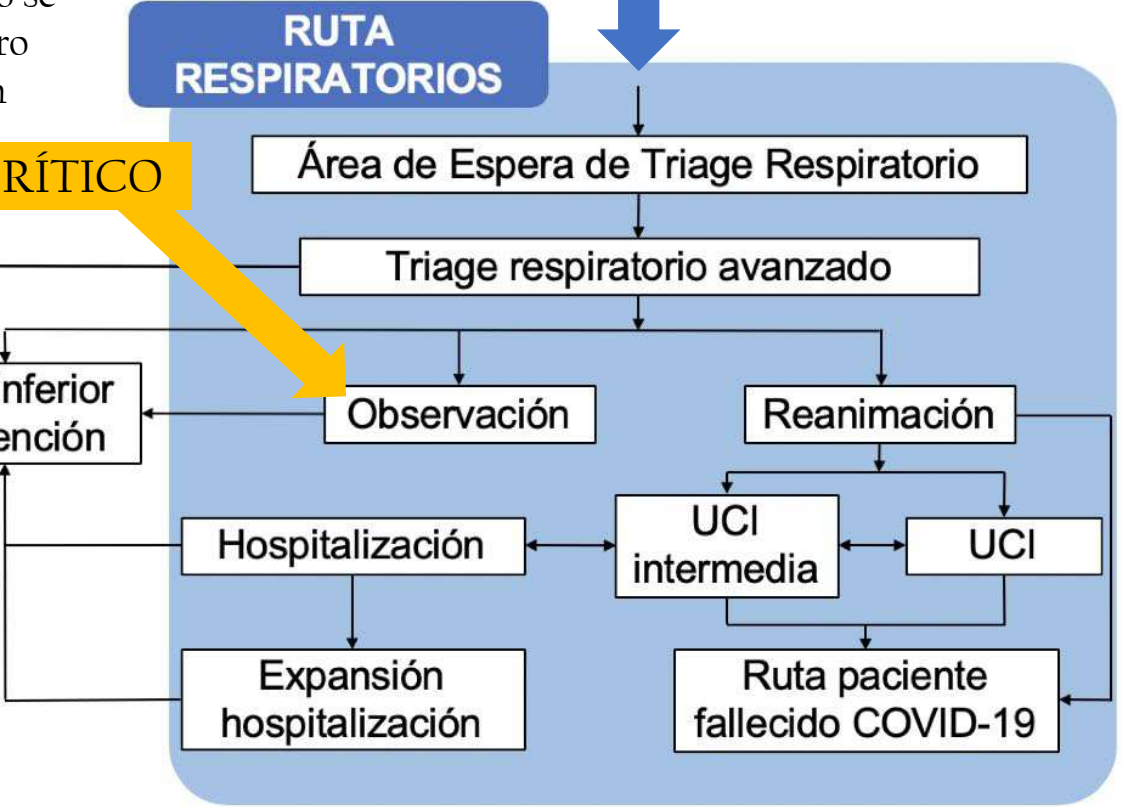 RUTA
RESPIRATORIOS
Área de Espera de Triage Respiratorio
RÍTICO
Triage respiratorio avanzado
nferior
ención
Observación
Reanimación
Hospitalización
UCI
intermedia
UCI
Expansión
hospitalización
Ruta paciente
fallecido COVID-19